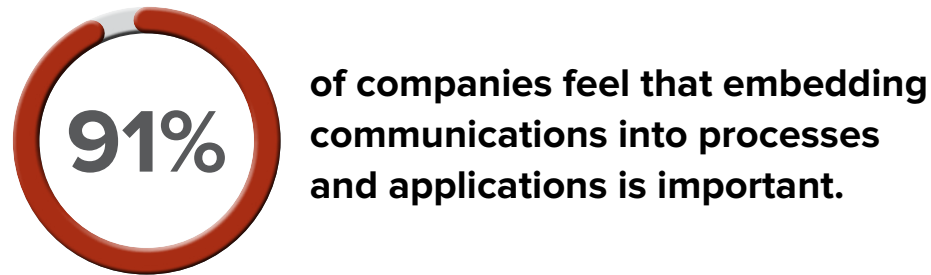 91%
of companies feel that embedding
communications into processes
and applications is important.